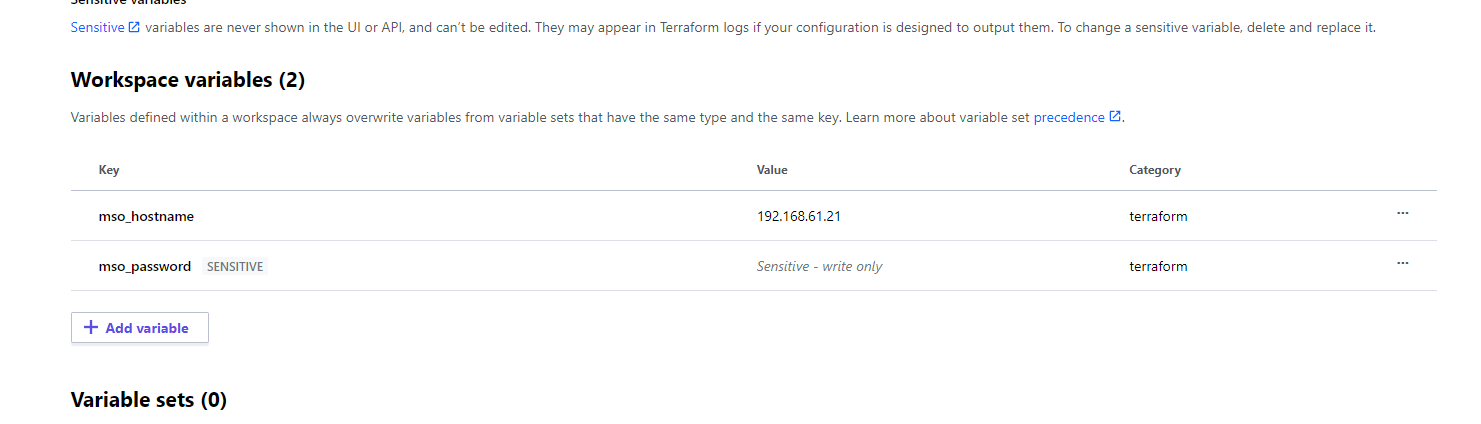 Sensitive variables
Sensitive variables are never shown in the UI or API, and can't be edited. They may appear in Terraform logs if your configuration is designed to output them. To change a sensitive variable, delete and replace it.
Workspace variables (2)
Variables defined within a workspace always overwrite variables from variable sets that have the same type and the same key. Learn more about variable set precedence.
Key Value Category
mso_hostname 192.168.61.21 terraform ...
mso_password SENSITIVE Sensitive - write only terraform ...
+ Add variable
Variable sets (0)